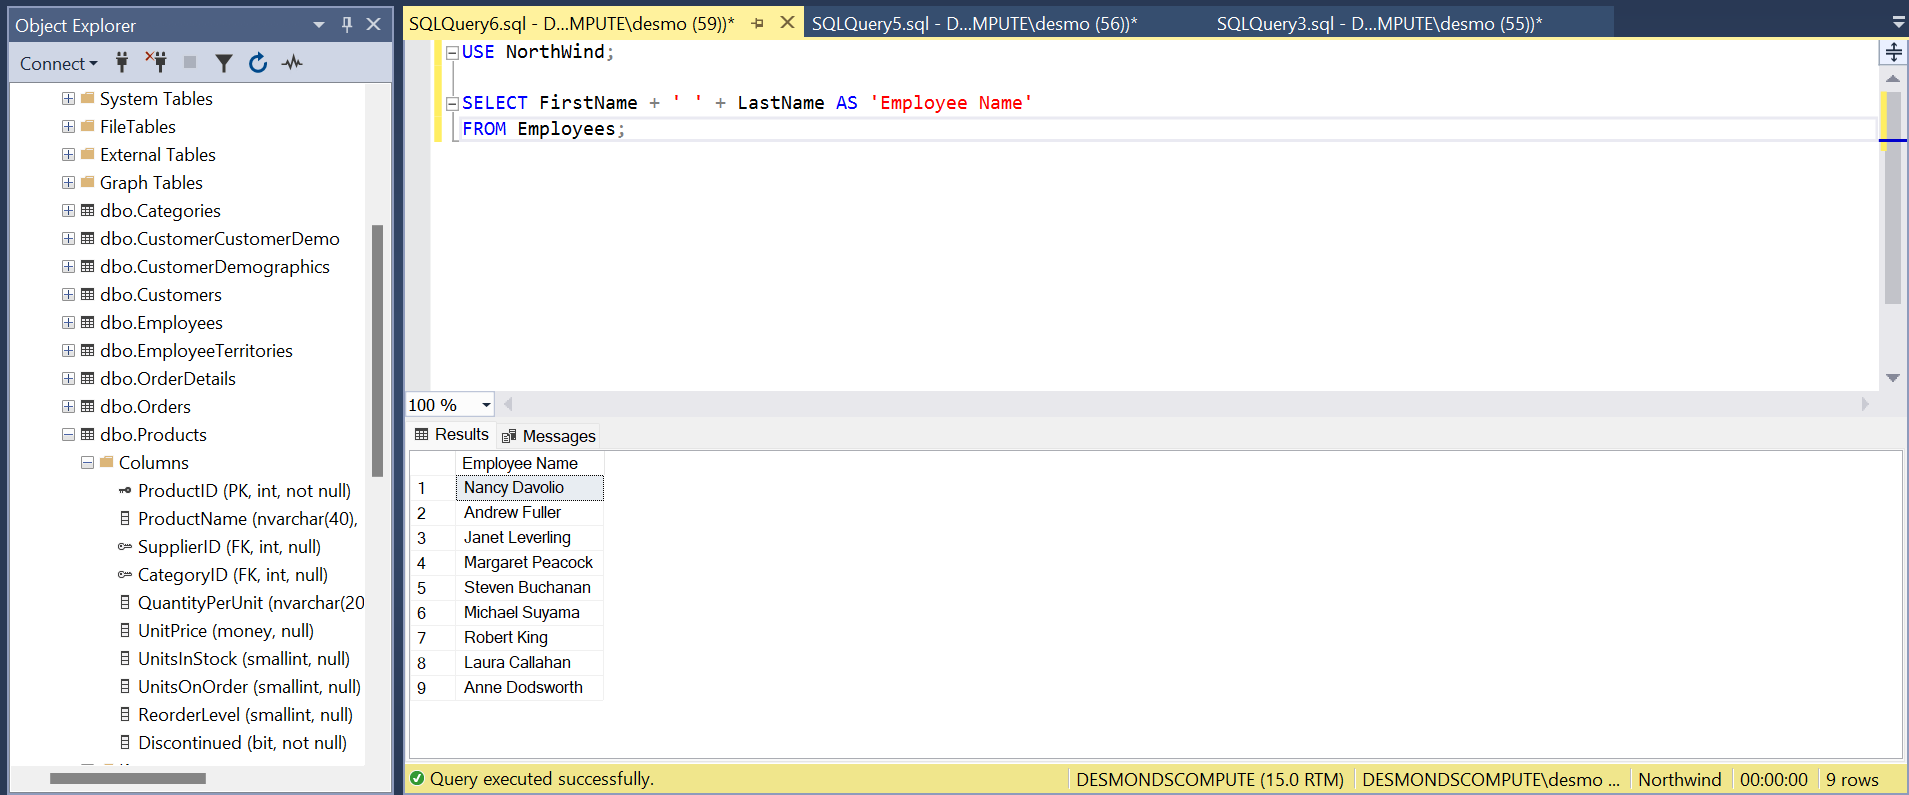 Object Explorer
Connect
System Tables
FileTables
External Tables
Graph Tables
dbo.Categories
dbo.CustomerCustomerDemo
dbo.CustomerDemographics
dbo.Customers
dbo.Employees
dbo.EmployeeTerritories
dbo.OrderDetails
dbo.Orders
dbo.Products
Columns
ProductID (PK, int, not null)
ProductName (nvarchar(40),
SupplierID (FK, int, null)
CategoryID (FK, int, null)
QuantityPerUnit (nvarchar(20
UnitPrice (money, null)
UnitsInStock (smallint, null)
UnitsOnOrder (smallint, null)
ReorderLevel (smallint, null)
Discontinued (bit, not null)
SQLQuery6.sql - D...MPUTE\desmo (59))* SQLQuery5.sql - D...MPUTE\desmo (56))* SQLQuery3.sql - D...MPUTE\desmo (55))*
USE NorthWind;
SELECT FirstName + ' ' + LastName AS 'Employee Name'
FROM Employees;
100 %
Results Messages
Employee Name
1 Nancy Davolio
2 Andrew Fuller
3 Janet Leverling
4 Margaret Peacock
5 Steven Buchanan
6 Michael Suyama
7 Robert King
8 Laura Callahan
9 Anne Dodsworth
Query executed successfully. DESMONDSCOMPUTE (15.0 RTM) DESMONDSCOMPUTE\desmo ... Northwind 00:00:00 9 rows